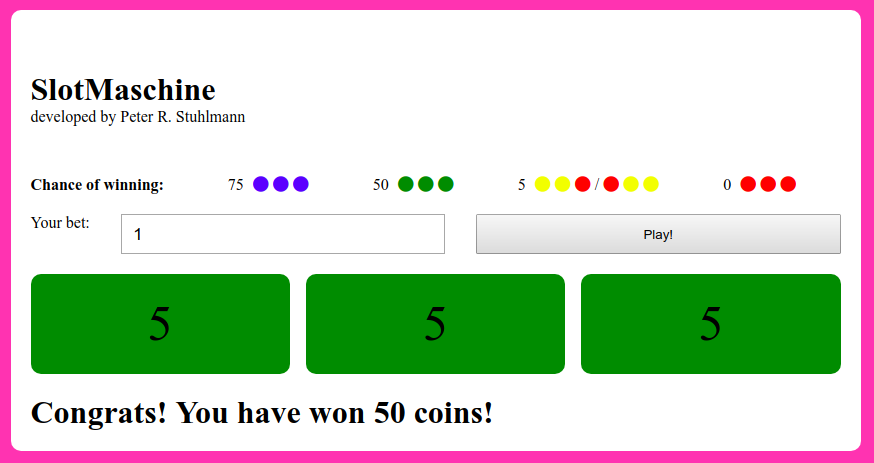 SlotMaschine
developed by Peter R. Stuhlmann
Chance of winning: 75 50 5 / 0
Your bet: 1 Play!
5 5 5
Congrats! You have won 50 coins!